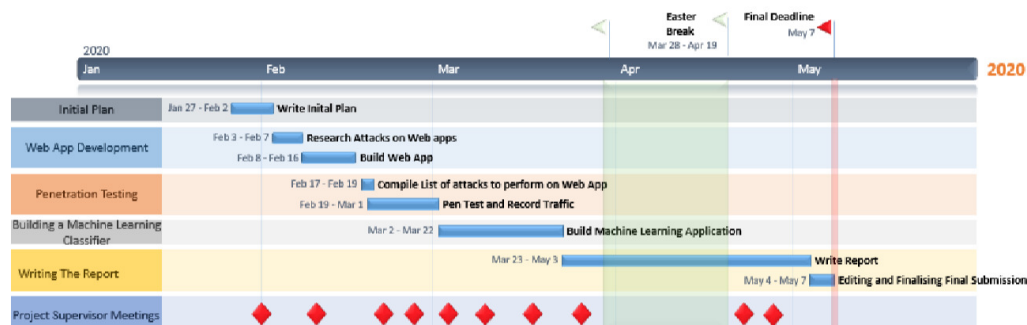 Easter
Break
Mar 28 - Apr 19
Final Deadline
May 7
2020
Jan Feb Mar Apr May 2020
Initial Plan
Jan 27 - Feb 2 Write Inital Plan
Web App Development
Feb 3 - Feb 7 Research Attacks on Web apps
Feb 8 - Feb 16 Build Web App
Penetration Testing
Feb 17 - Feb 19 Compile List of attacks to perform on Web App
Feb 19 - Mar 1 Pen Test and Record Traffic
Building a Machine Learning
Classifier
Mar 2 - Mar 22 Build Machine Learning Application
Writing The Report
Mar 23 - May 3 Write Report
May 4 - May 7 Editing and Finalising Final Submission
Project Supervisor Meetings